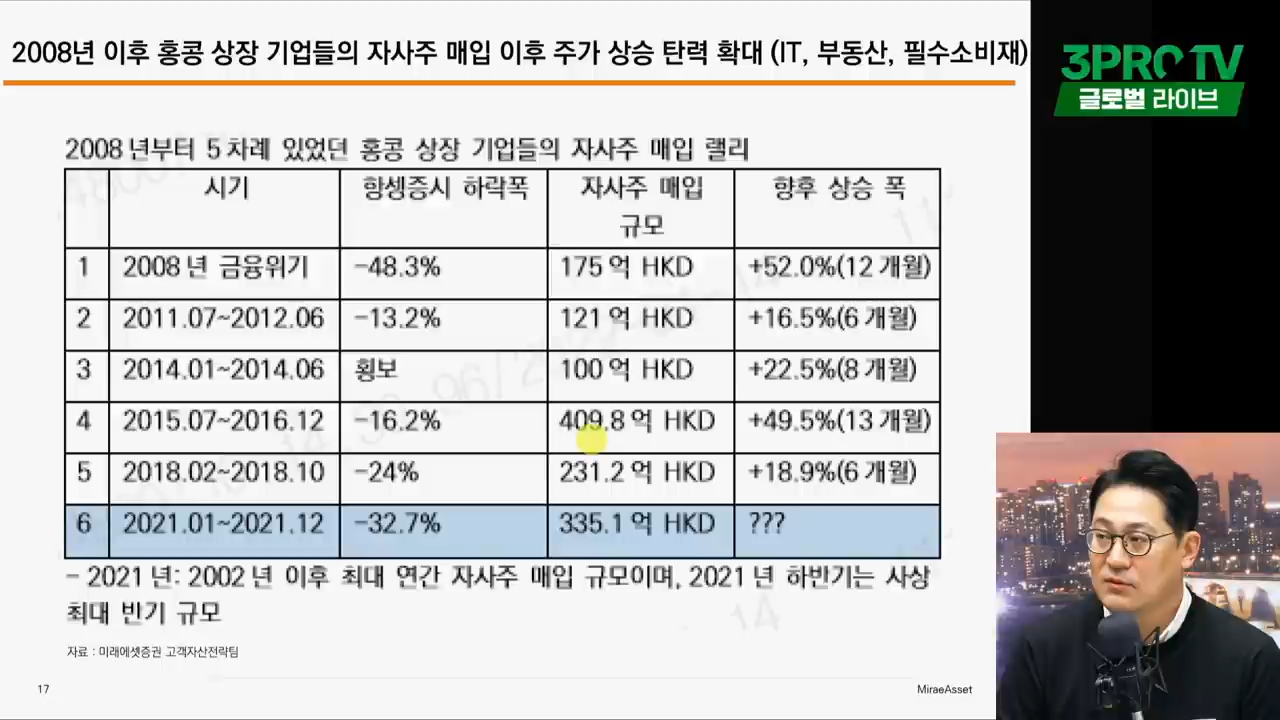 2008년 이후 홍콩 상장 기업들의 자사주 매입 이후 주가 상승 탄력 확대 (IT, 부동산, 필수소비재)
3PRO TV
글로벌 라이브
2008년부터 5차례 있었던 홍콩 상장 기업들의 자사주 매입 랠리
시기 항셍증시 하락폭 자사주 매입 규모 향후 상승 폭
1 2008년 금융위기 -48.3% 175억 HKD +52.0%(12개월)
2 2011.07~2012.06 -13.2% 121억 HKD +16.5%(6개월)
3 2014.01~2014.06 횡보 100억 HKD +22.5%(8개월)
4 2015.07~2016.12 -16.2% 409.8억 HKD +49.5%(13개월)
5 2018.02~2018.10 -24% 231.2억 HKD +18.9%(6개월)
6 2021.01~2021.12 -32.7% 335.1억 HKD ???
- 2021년: 2002년 이후 최대 연간 자사주 매입 규모이며, 2021년 하반기는 사상
최대 반기 규모
자료 : 미래에셋증권 고객자산전략팀
17
MiraeAsset